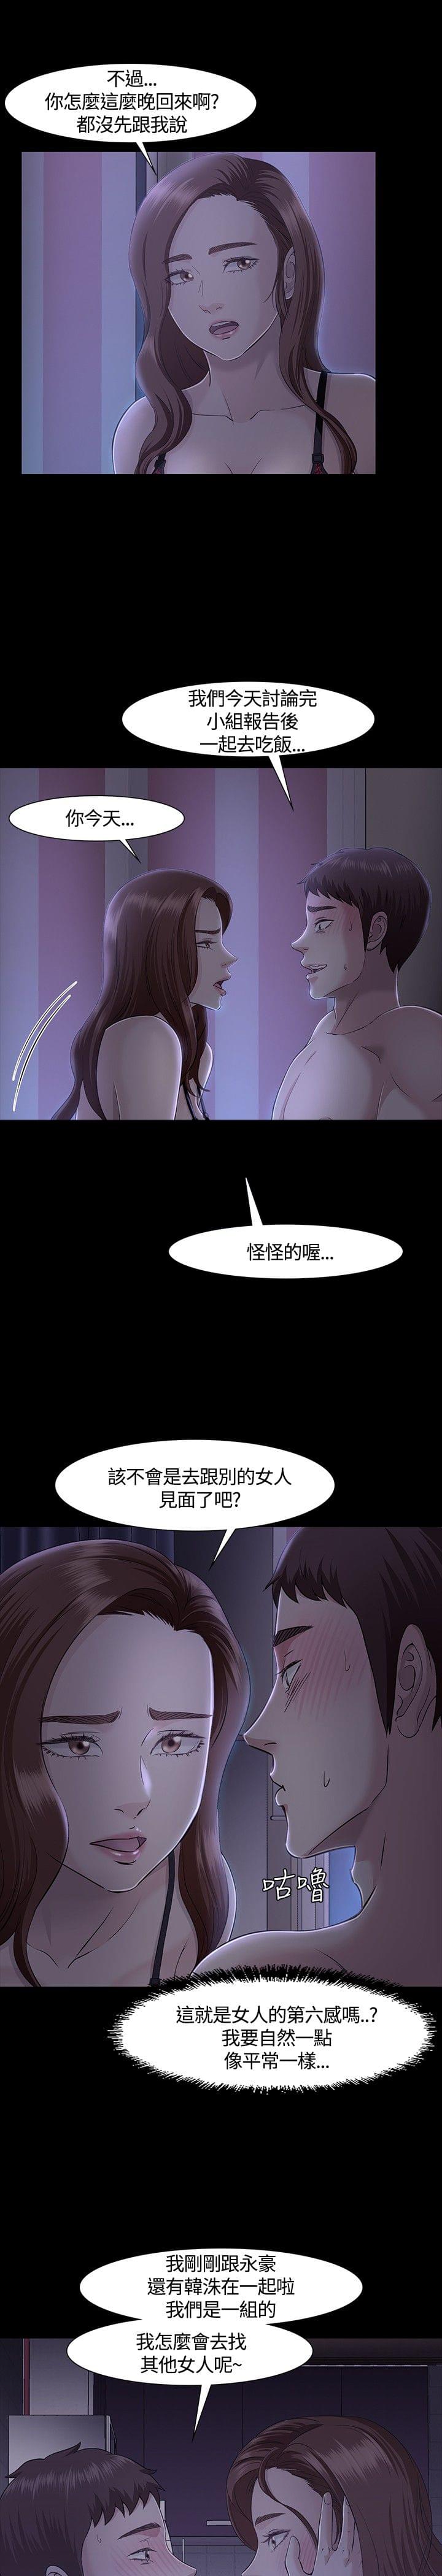 不過...
你怎麼這麼晚回來啊?
都沒先跟我說
我們今天討論完
小組報告後
一起去吃飯...
你今天...
怪怪的喔...
該不會是去跟別的女人
見面了吧?
咕嚕
這就是女人的第六感嗎..?
我要自然一點
像平常一樣...
我剛剛跟永豪
還有韓洙在一起啦
我們是一組的
我怎麼會去找
其他女人呢~